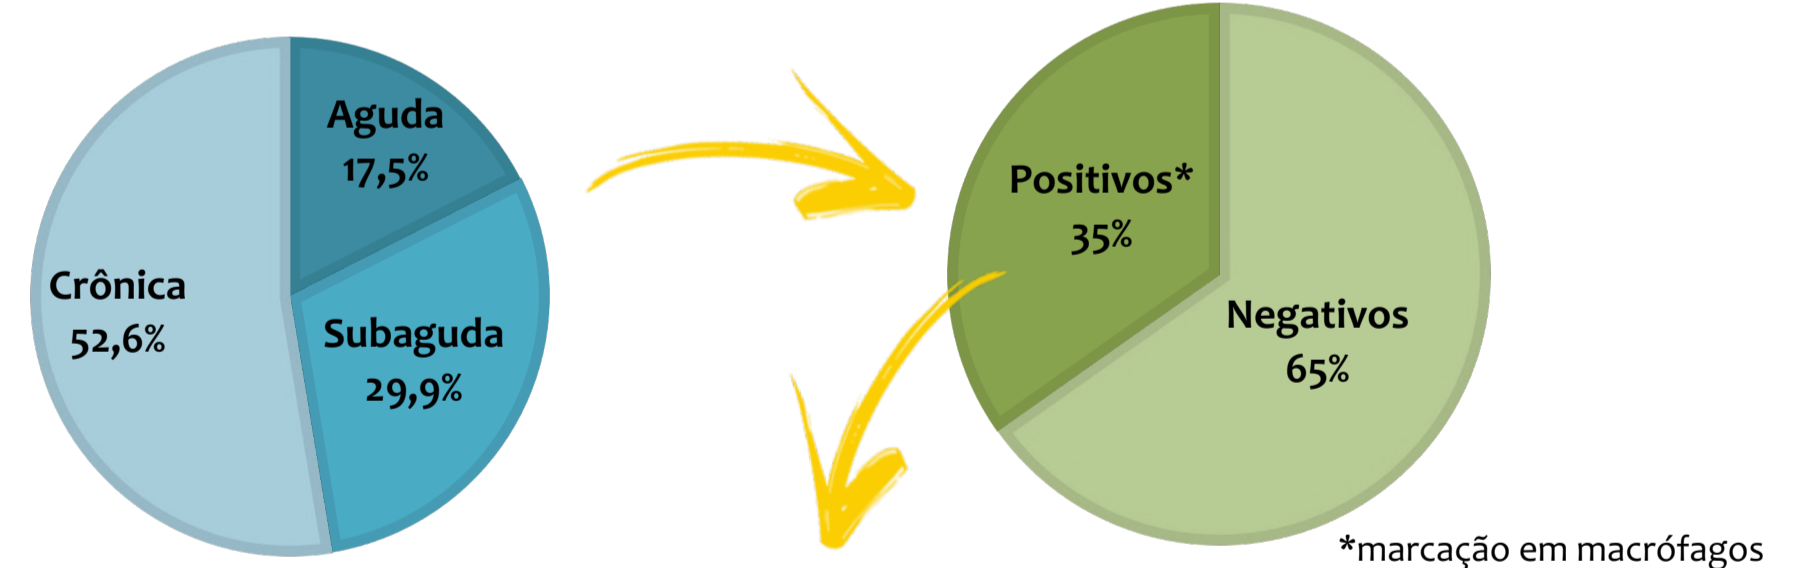 Aguda
17,5%
Crônica
52,6%
Subaguda
29,9%
Positivos*
35%
Negativos
65%
*marcação em macrófagos